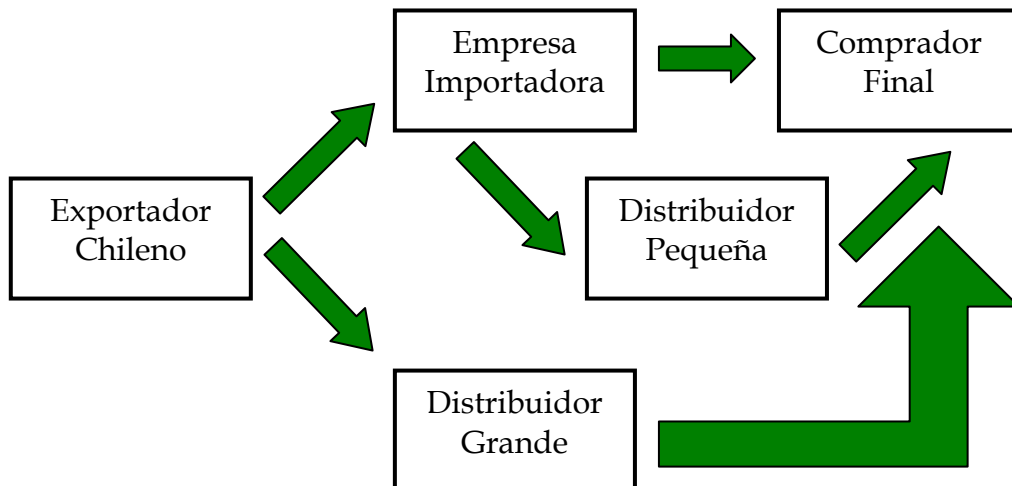 Empresa
Importadora
Comprador
Final
Exportador
Chileno
Distribuidor
Pequeña
Distribuidor
Grande